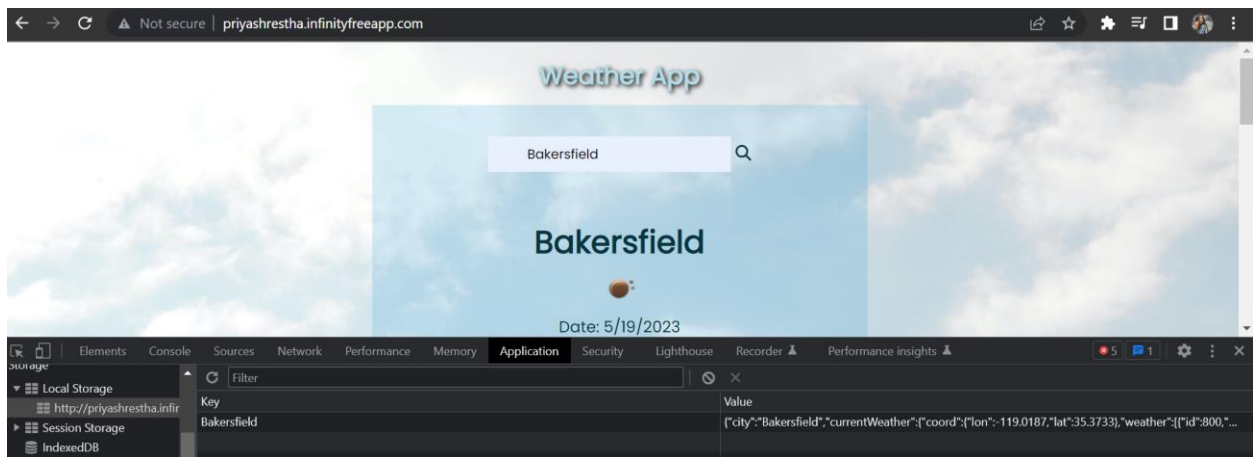 Not secure | priyashrestha.infinityfreeapp.com
Weather App
Bakersfield
Bakersfield
Date: 5/19/2023
Elements Console Sources Network Performance Memory Application Security Lighthouse Recorder Performance insights 5 1
Storage
Filter
Local Storage
Key Value
http://priyashrestha.infir
Bakersfield {"city":"Bakersfield","currentWeather":{"coord":{"lon":-119.0187,"lat":35.3733},"weather":[{"id":800,"...
Session Storage
IndexedDB